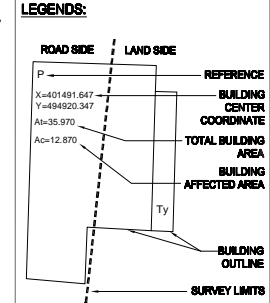 LEGENDS:
ROAD SIDE LAND SIDE
P
REFERENCE
X=401491.647
Y=494920.347
BUILDING
CENTER
COORDINATE
At=35.970
TOTAL BUILDING
AREA
Ac=12.870
BUILDING
AFFECTED AREA
Ty
BUILDING
OUTLINE
SURVEY LIMITS